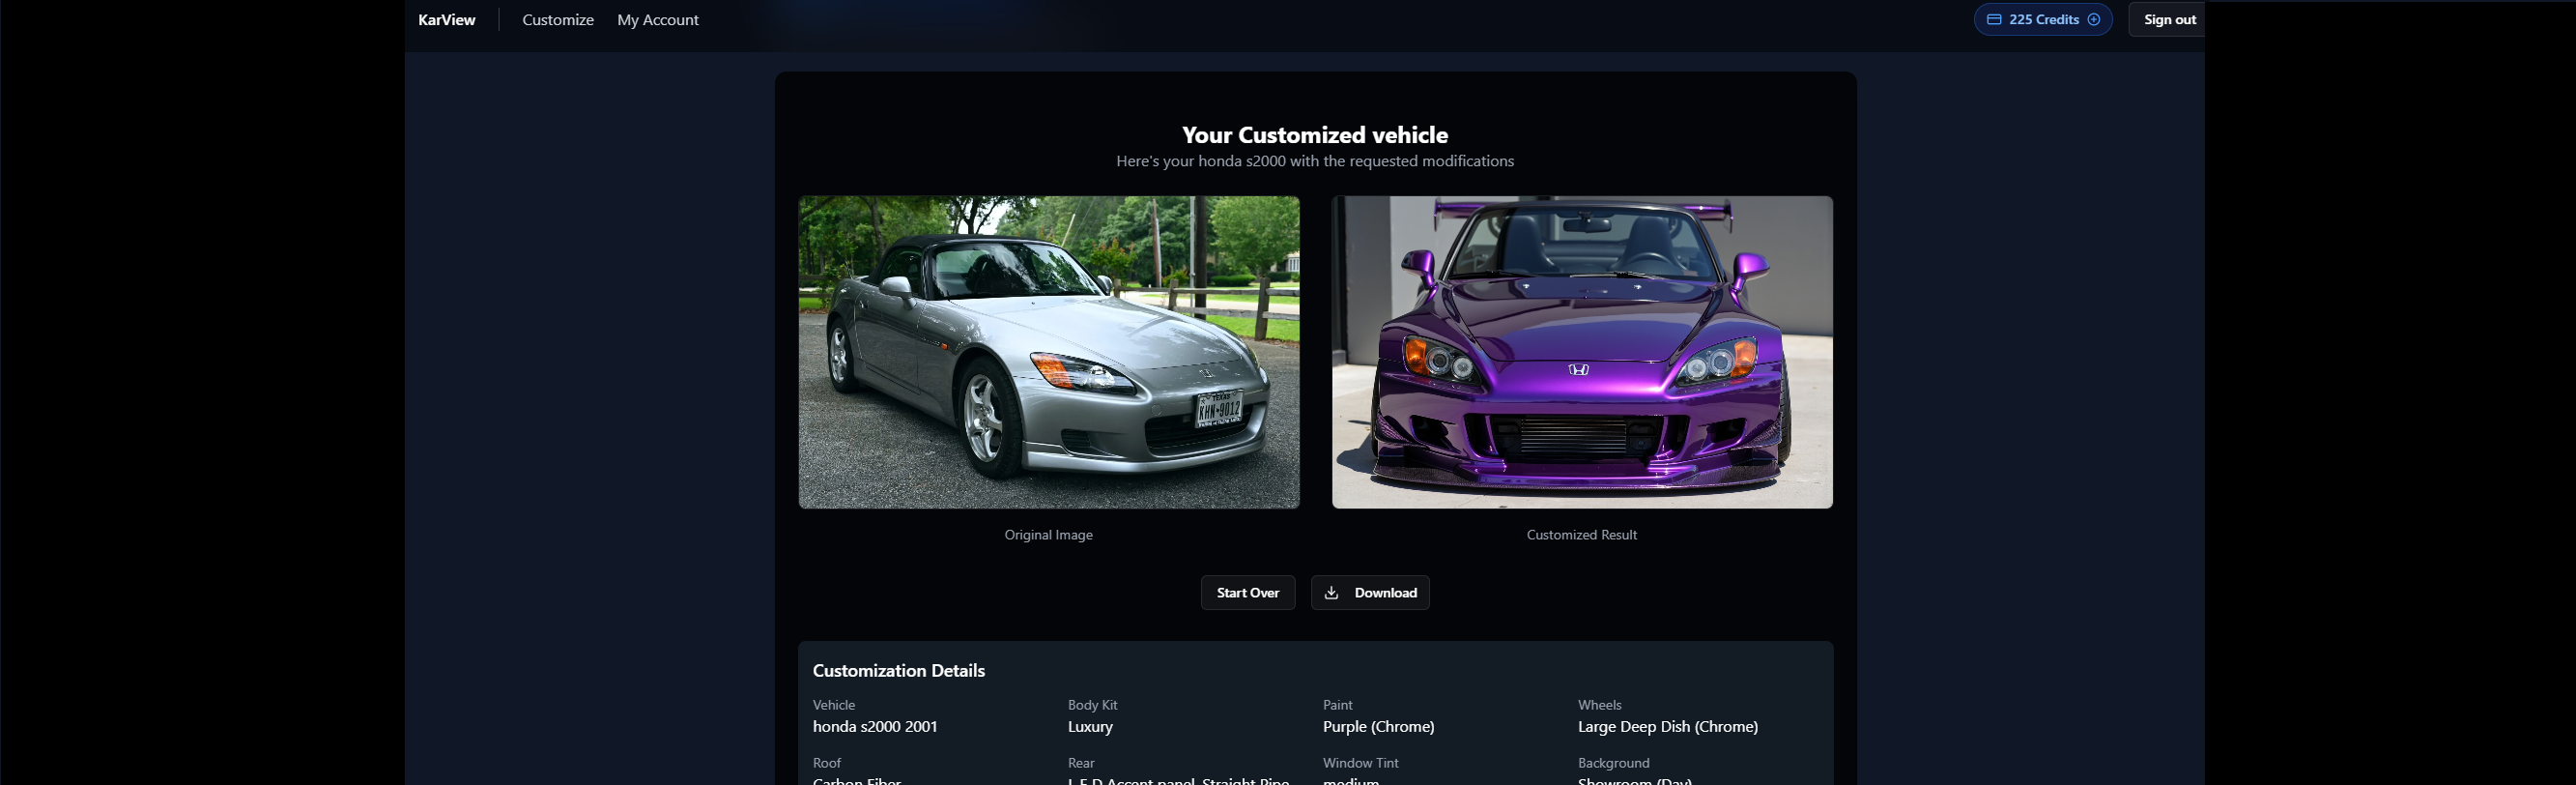 KarView
Customize
My Account
225 Credits
Sign out
Your Customized vehicle
Here's your honda s2000 with the requested modifications
TEXAS
KHN•9012
Original Image
Customized Result
Start Over
Download
Customization Details
Vehicle
honda s2000 2001
Body Kit
Luxury
Paint
Purple (Chrome)
Wheels
Large Deep Dish (Chrome)
Roof
Carbon Fiber
Rear
L.E.D Accent panel, Straight Pipe
Window Tint
medium
Background
Showroom (Day)